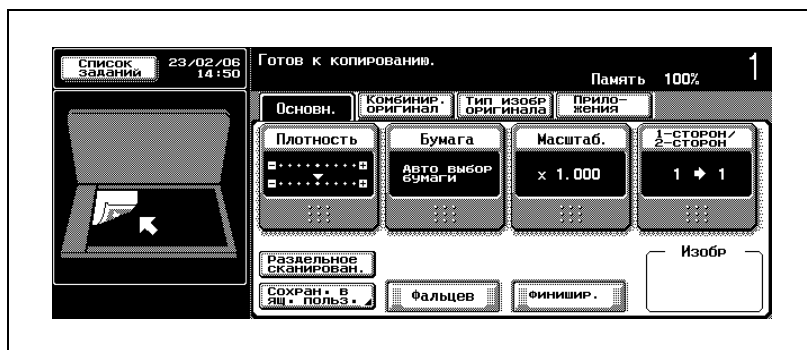 Список
заданий
23/02/06
14:50
Готов к копированию.
Память 100%
1
Основн.
Комбинир.
оригинал
Тип изобр
оригинала
Прило-
жения
Плотность
Бумага
Авто выбор
бумаги
Масштаб.
× 1.000
1-сторон/
2-сторон
1 ➧ 1
Раздельное
сканирован.
Сохран. в
ящ. польз.
Фальцев
Финишир.
Изобр